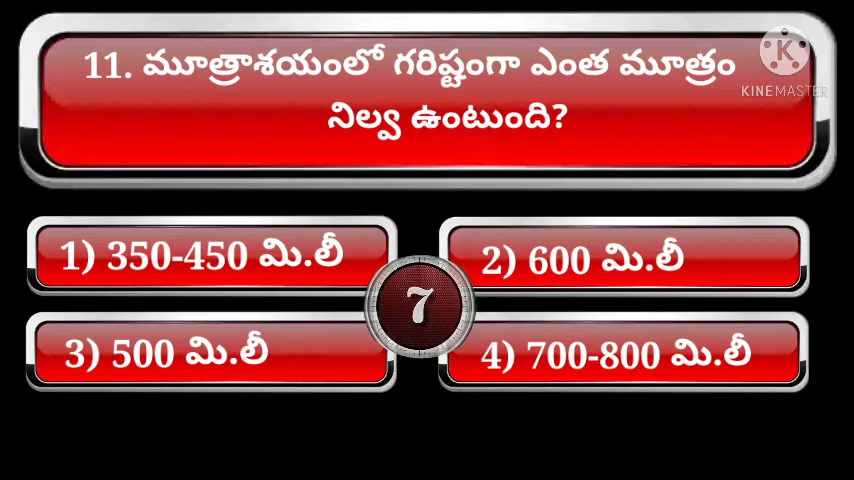 11. మూత్రాశయంలో గరిష్టంగా ఎంత మూత్రం
నిల్వ ఉంటుంది?
K
KINEMASTER
1) 350-450 మి.లీ
2) 600 మి.లీ
7
3) 500 మి.లీ
4) 700-800 మి.లీ